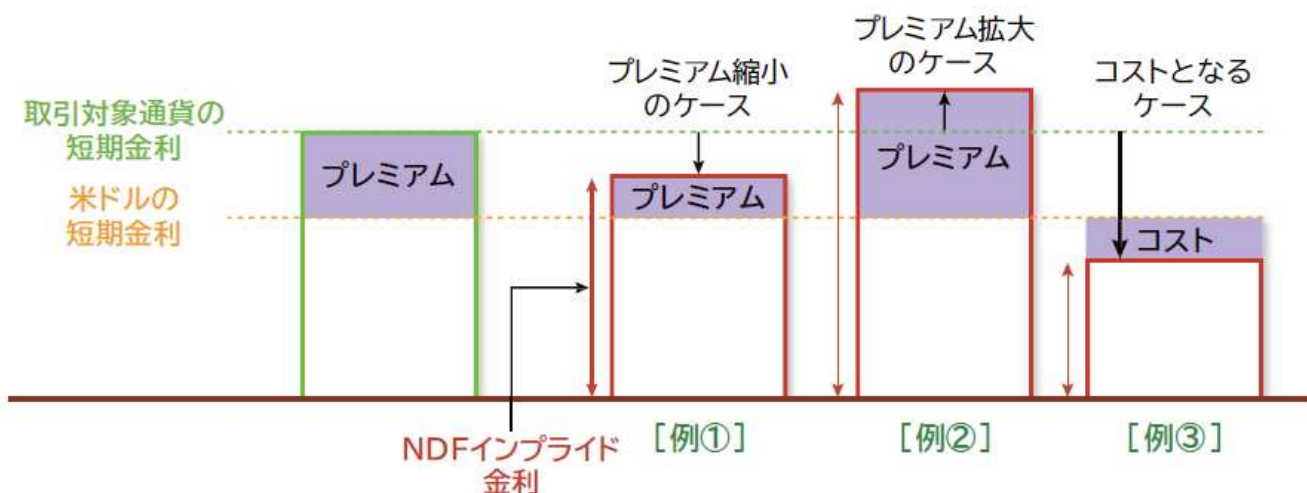 プレミアム拡大
のケース
プレミアム縮小
のケース
コストとなる
ケース
取引対象通貨の
短期金利
プレミアム
プレミアム
プレミアム
米ドルの
短期金利
コスト
NDFインプライド
金利
［例①］
［例②］
［例③］